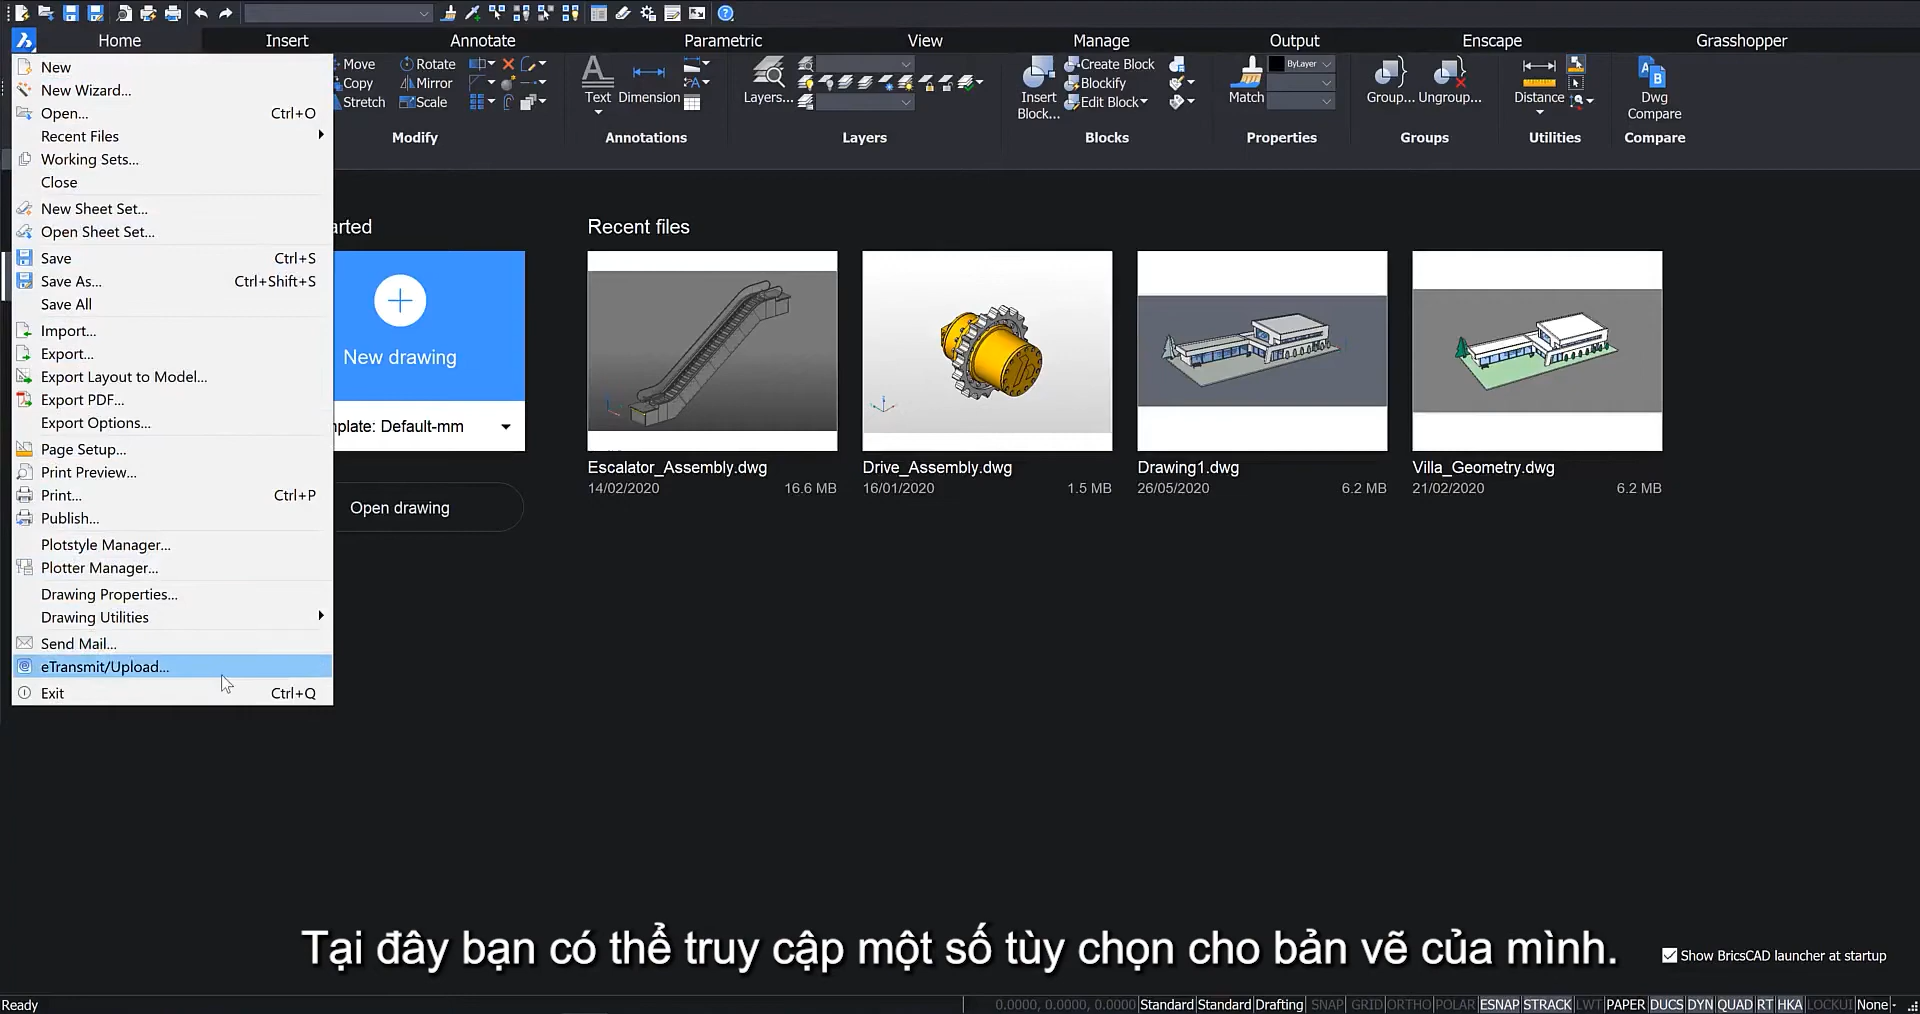 Home Insert Annotate Parametric View Manage Output Enscape Grasshopper
New
New Wizard...
Open... Ctrl+O
Recent Files
Working Sets...
Close
New Sheet Set...
Open Sheet Set...
Save Ctrl+S
Save As... Ctrl+Shift+S
Save All
Import...
Export...
Export Layout to Model...
Export PDF...
Export Options...
Page Setup...
Print Preview...
Print... Ctrl+P
Publish...
Plotstyle Manager...
Plotter Manager...
Drawing Properties...
Drawing Utilities
Send Mail...
eTransmit/Upload...
Exit Ctrl+Q
Move Rotate
Copy Mirror
Stretch Scale
Modify
Text Dimension
Annotations
Layers...
Layers
Insert
Block...
Create Block
Blockify
Edit Block
Blocks
Match
ByLayer
Properties
Group... Ungroup...
Groups
Distance
Utilities
Dwg
Compare
Compare
arted
New drawing
plate: Default-mm
Open drawing
Recent files
Escalator_Assembly.dwg
14/02/2020 16.6 MB
Drive_Assembly.dwg
16/01/2020 1.5 MB
Drawing1.dwg
26/05/2020 6.2 MB
Villa_Geometry.dwg
21/02/2020 6.2 MB
Tại đây bạn có thể truy cập một số tùy chọn cho bản vẽ của mình.
Show BricsCAD launcher at startup
Ready 0.0000, 0.0000, 0.0000 Standard Standard Drafting SNAP GRID ORTHO POLAR ESNAP STRACK LWT PAPER DUCS DYN QUAD RT HKA LOCKUI None